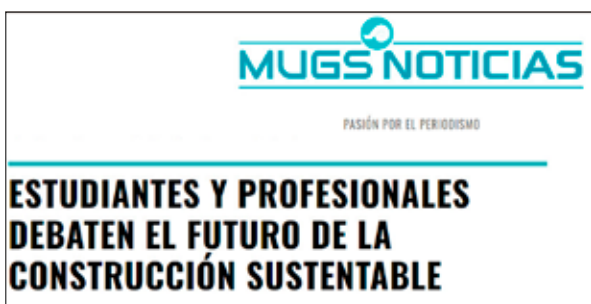 MUGS NOTICIAS
PASIÓN POR EL PERIODISMO
ESTUDIANTES Y PROFESIONALES
DEBATEN EL FUTURO DE LA
CONSTRUCCIÓN SUSTENTABLE